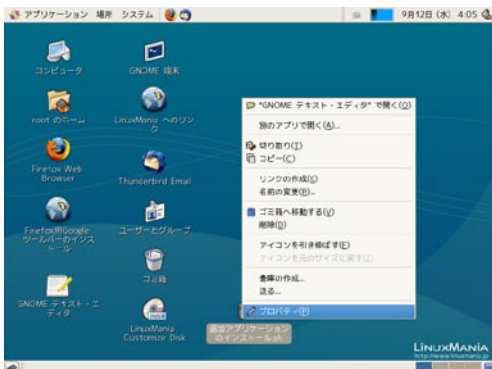 アプリケーション 場所 システム
9月12日 (水) 4:05
コンピュータ
GNOME 端末
root のホーム
LinuxMania へのリン
ク
Firefox Web
Browser
Thunderbird Email
Firefox用Google
ツールバーのインス
トール
ユーザーとグループ
ゴミ箱
GNOME テキスト・エ
ディタ
LinuxMania
Customize Disk
追加アプリケーション
のインストール.sh
"GNOME テキスト・エディタ" で開く(O)
別のアプリで開く(A)...
切り取り(T)
コピー(C)
リンクの作成(K)
名前の変更(R)...
ゴミ箱へ移動する(V)
削除(D)
アイコンを引き伸ばす(E)
アイコンを元のサイズに戻す(Z)
書庫の作成...
送る...
プロパティ(P)
LINUXMANIA
http://www.linuxmania.jp